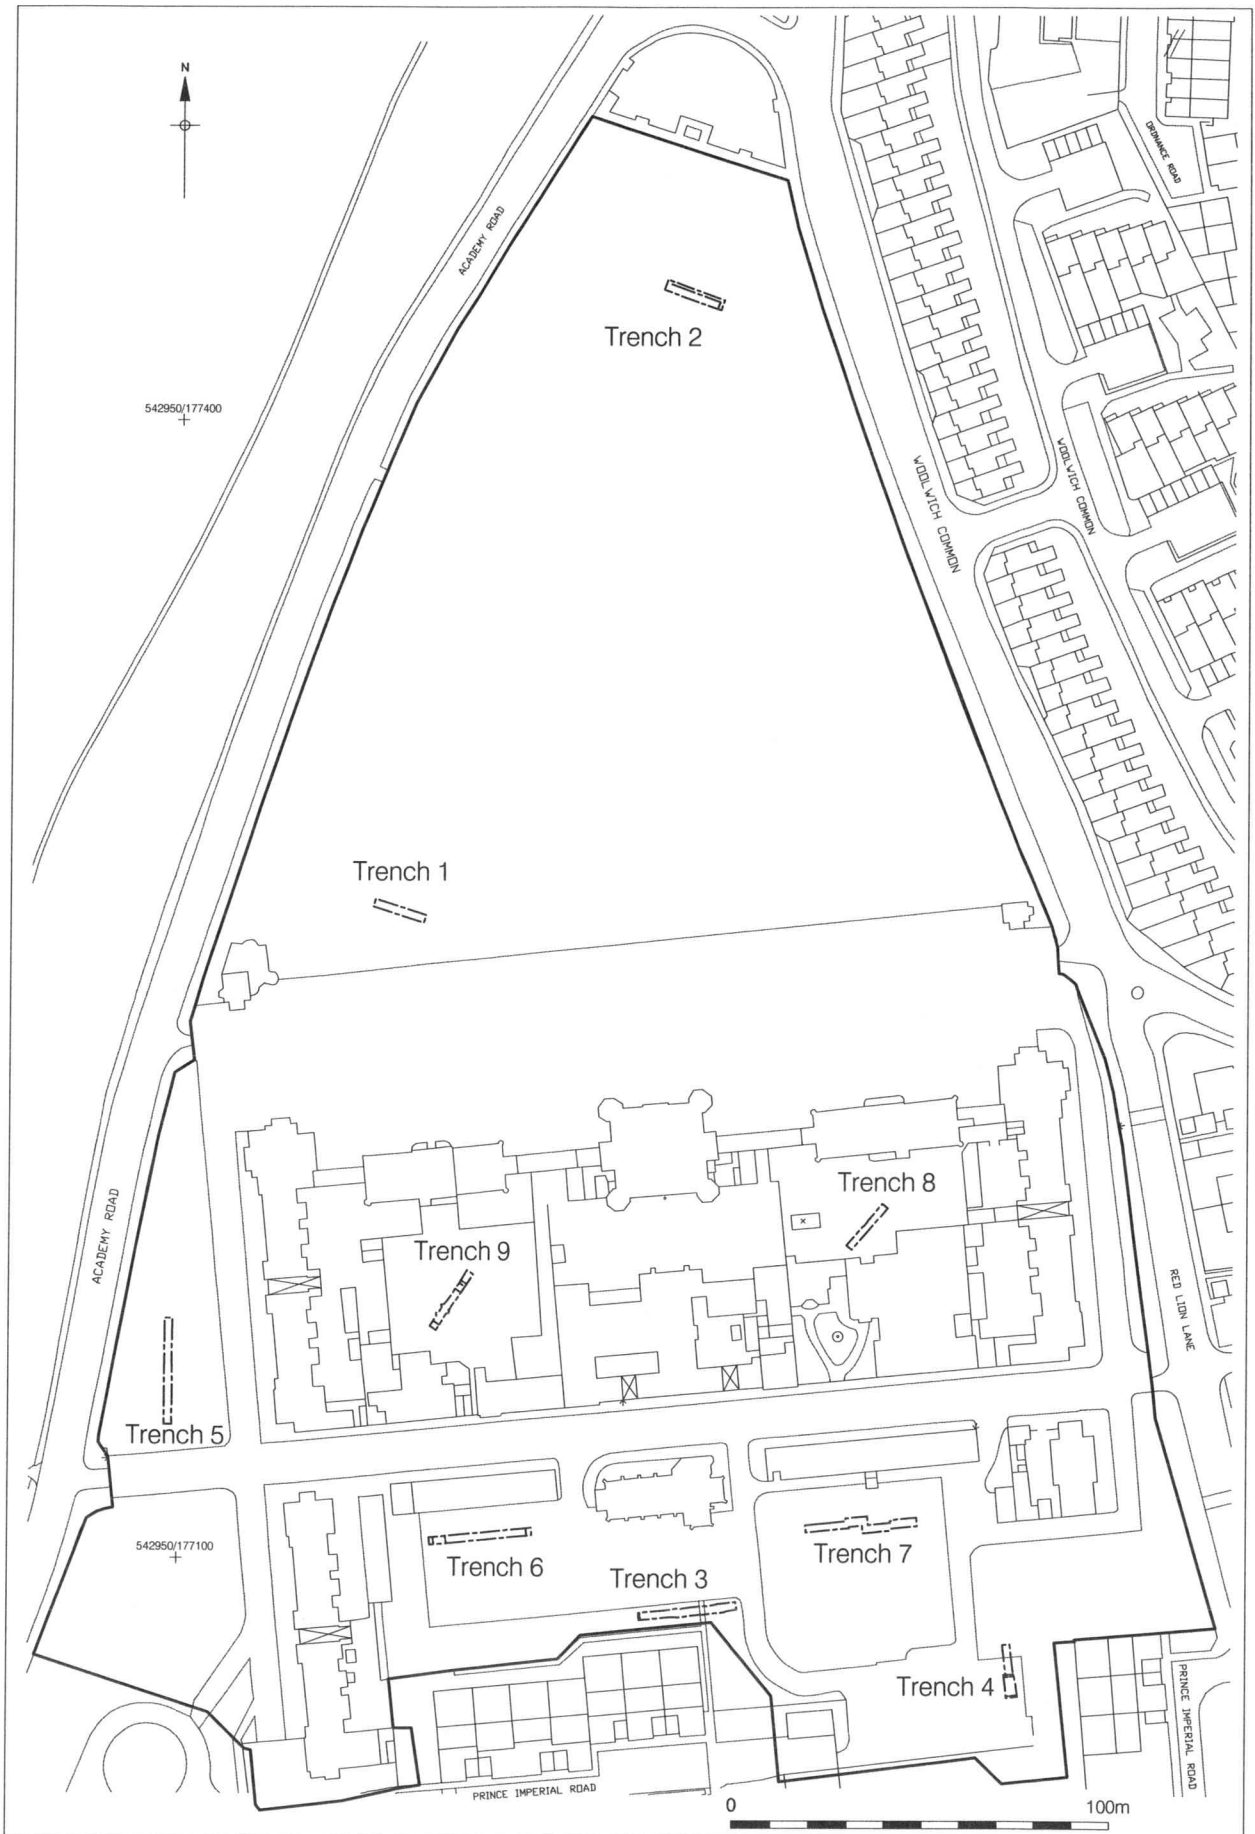 N
ORDNANCE ROAD
ACADEMY ROAD
Trench 2
542950/177400
WOOLWICH COMMON
WOOLWICH COMMON
Trench 1
Trench 8
ACADEMY ROAD
Trench 9
RED LION LANE
Trench 5
542950/177100
Trench 6
Trench 7
Trench 3
Trench 4
PRINCE IMPERIAL ROAD
PRINCE IMPERIAL ROAD
0 100m